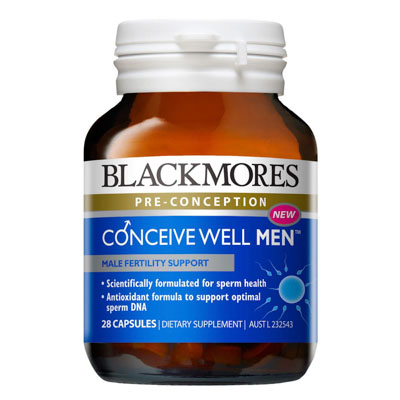 BLACKMORES
PRE-CONCEPTION
NEW
CONCEIVE WELL MEN™
MALE FERTILITY SUPPORT
• Scientifically formulated for sperm health
• Antioxidant formula to support optimal
sperm DNA
28 CAPSULES | DIETARY SUPPLEMENT | AUST L 232543